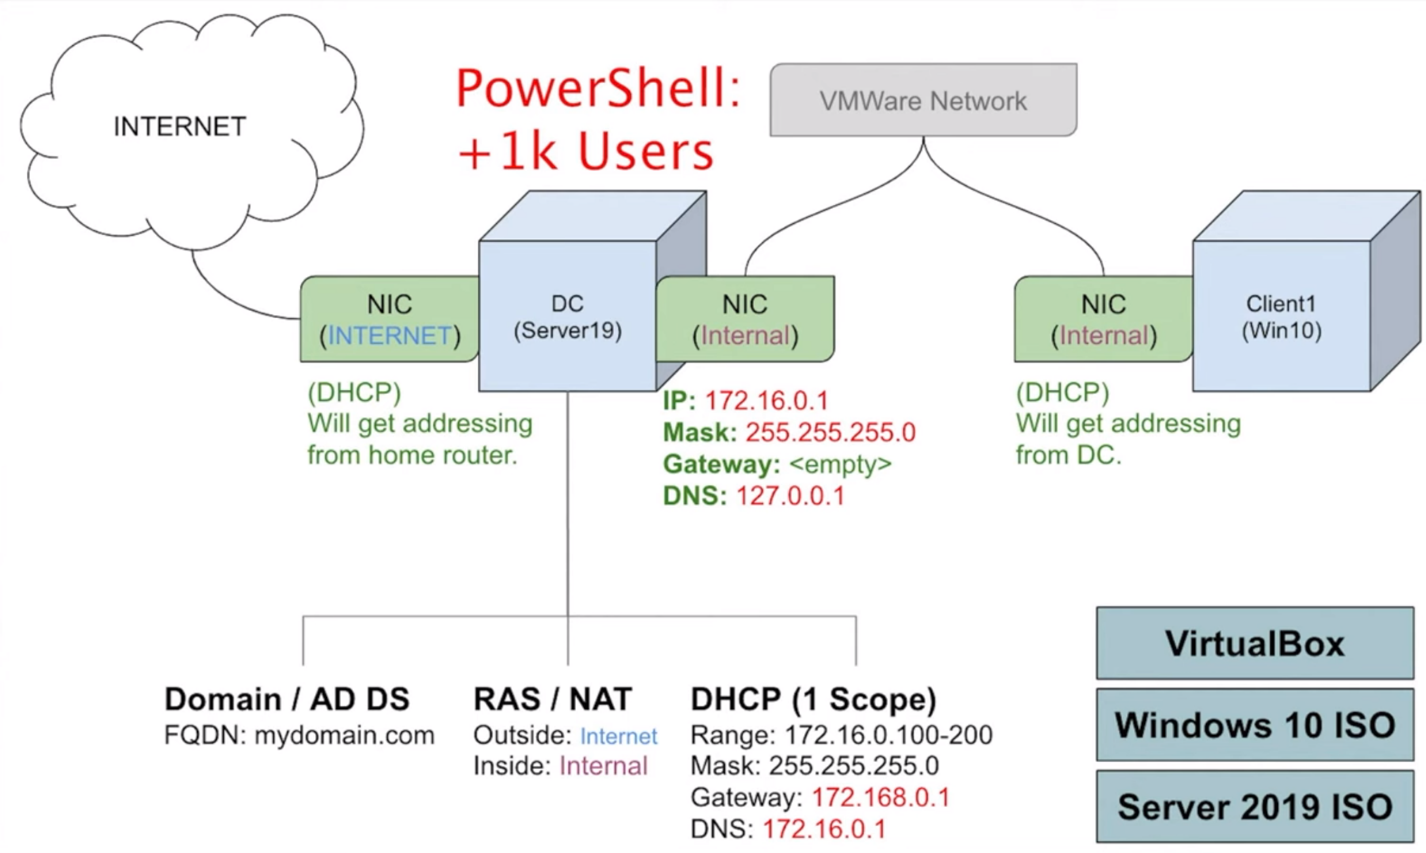 INTERNET
PowerShell:
+1k Users
VMWare Network
NIC
(INTERNET)
DC
(Server19)
NIC
(Internal)
NIC
(Internal)
Client1
(Win10)
(DHCP)
Will get addressing
from home router.
IP: 172.16.0.1
Mask: 255.255.255.0
Gateway: <empty>
DNS: 127.0.0.1
(DHCP)
Will get addressing
from DC.
Domain / AD DS
FQDN: mydomain.com
RAS / NAT
Outside: Internet
Inside: Internal
DHCP (1 Scope)
Range: 172.16.0.100-200
Mask: 255.255.255.0
Gateway: 172.168.0.1
DNS: 172.16.0.1
VirtualBox
Windows 10 ISO
Server 2019 ISO